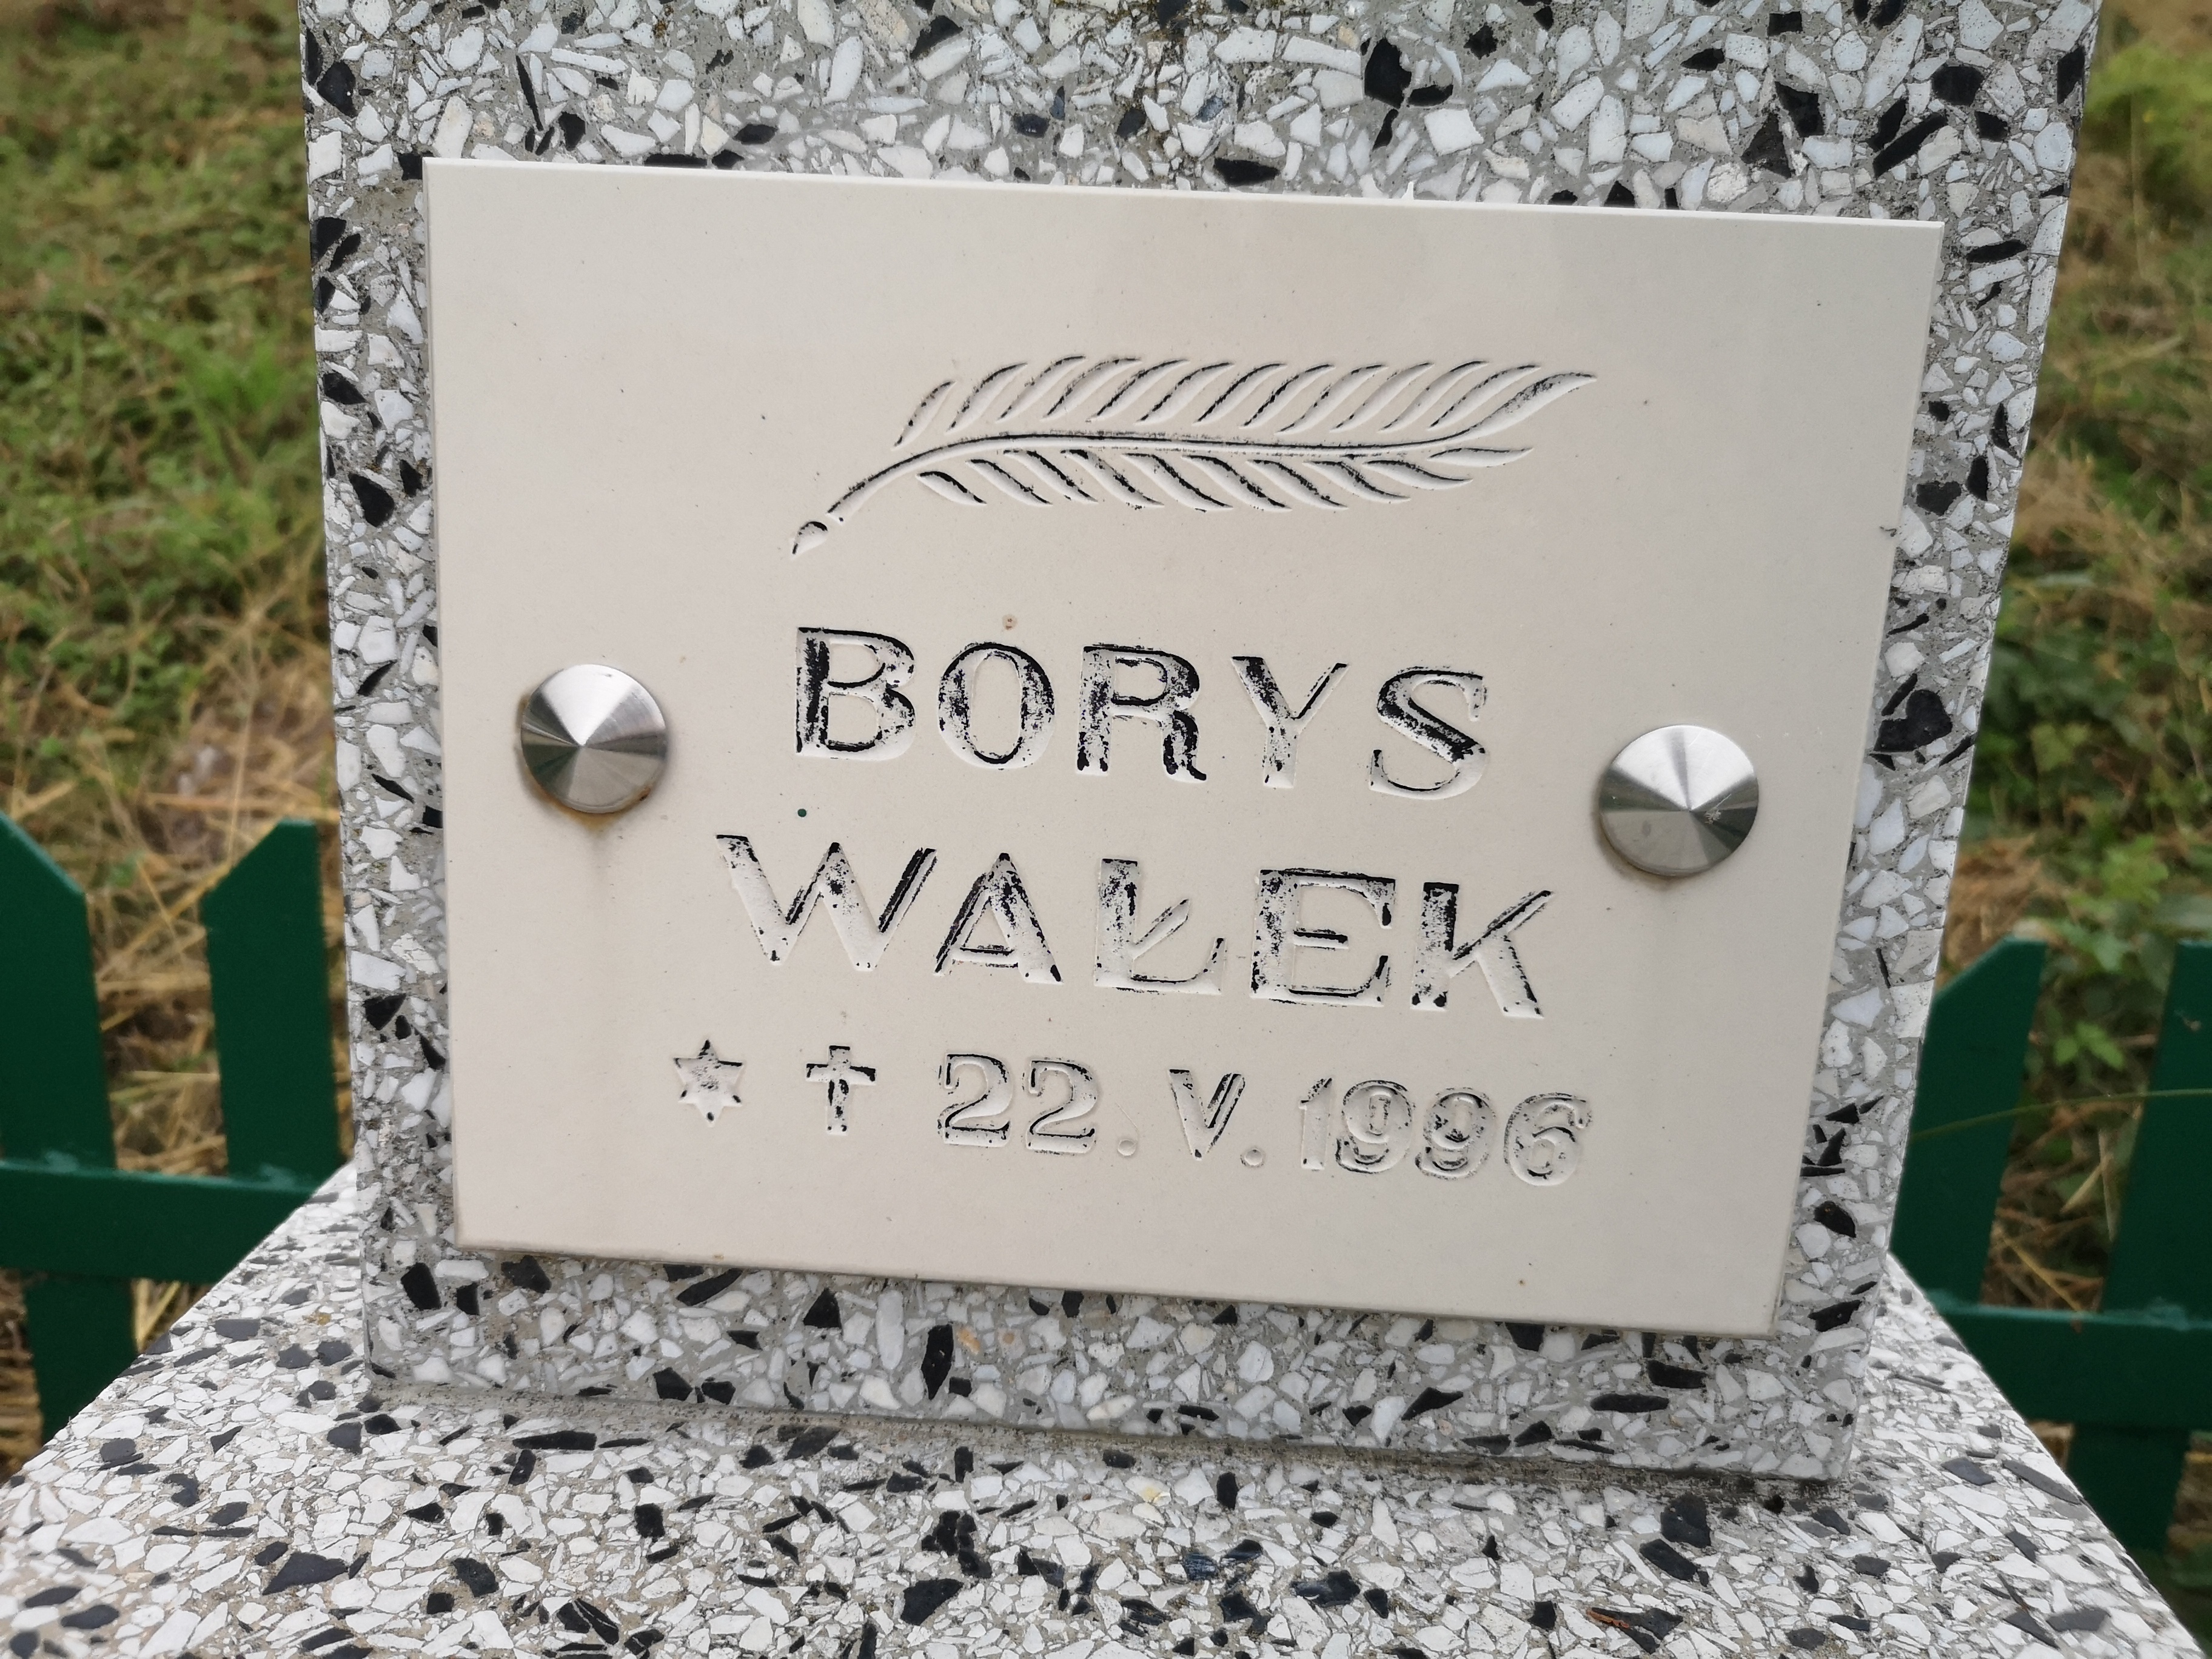 BORYS
WAŁEK
* † 22. V. 1996